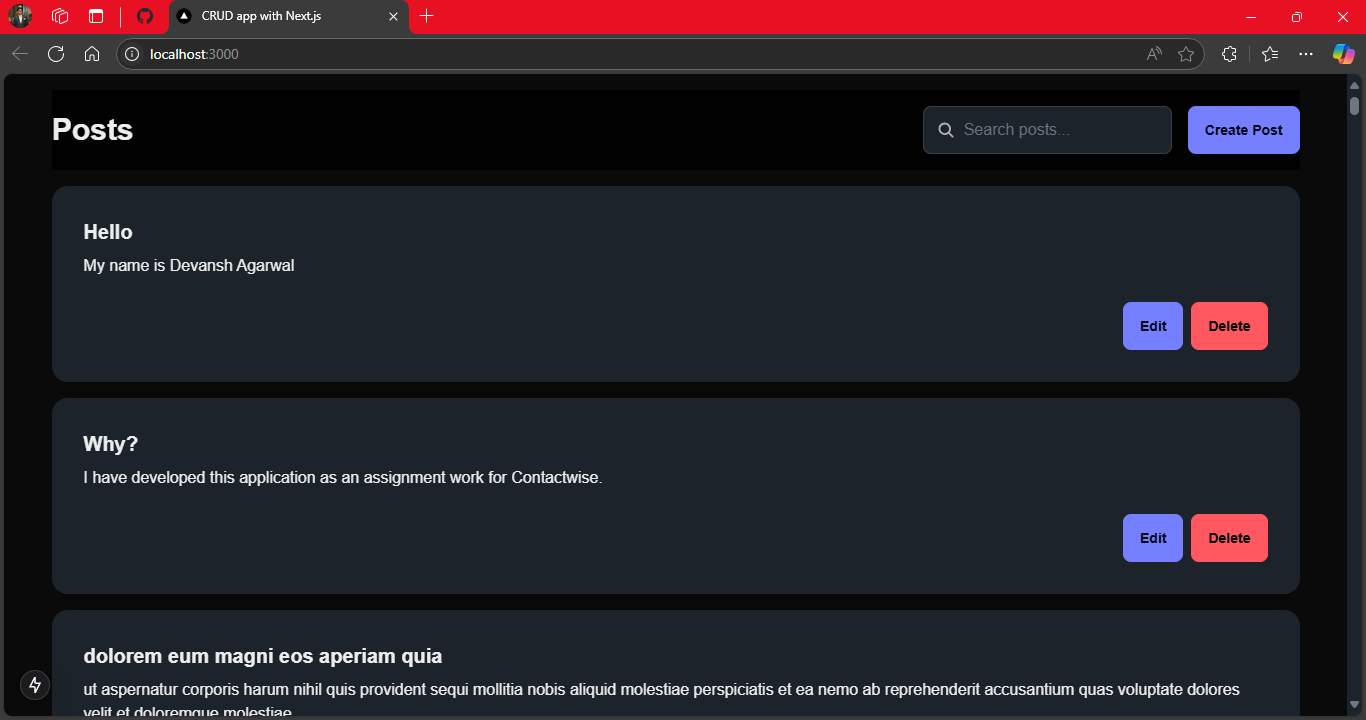 CRUD app with Next.js
localhost:3000
Posts
Search posts...
Create Post
Hello
My name is Devansh Agarwal
Edit
Delete
Why?
I have developed this application as an assignment work for Contactwise.
Edit
Delete
dolorem eum magni eos aperiam quia
ut aspernatur corporis harum nihil quis provident sequi mollitia nobis aliquid molestiae perspiciatis et ea nemo ab reprehenderit accusantium quas voluptate dolores
velit et doloremque molestiae